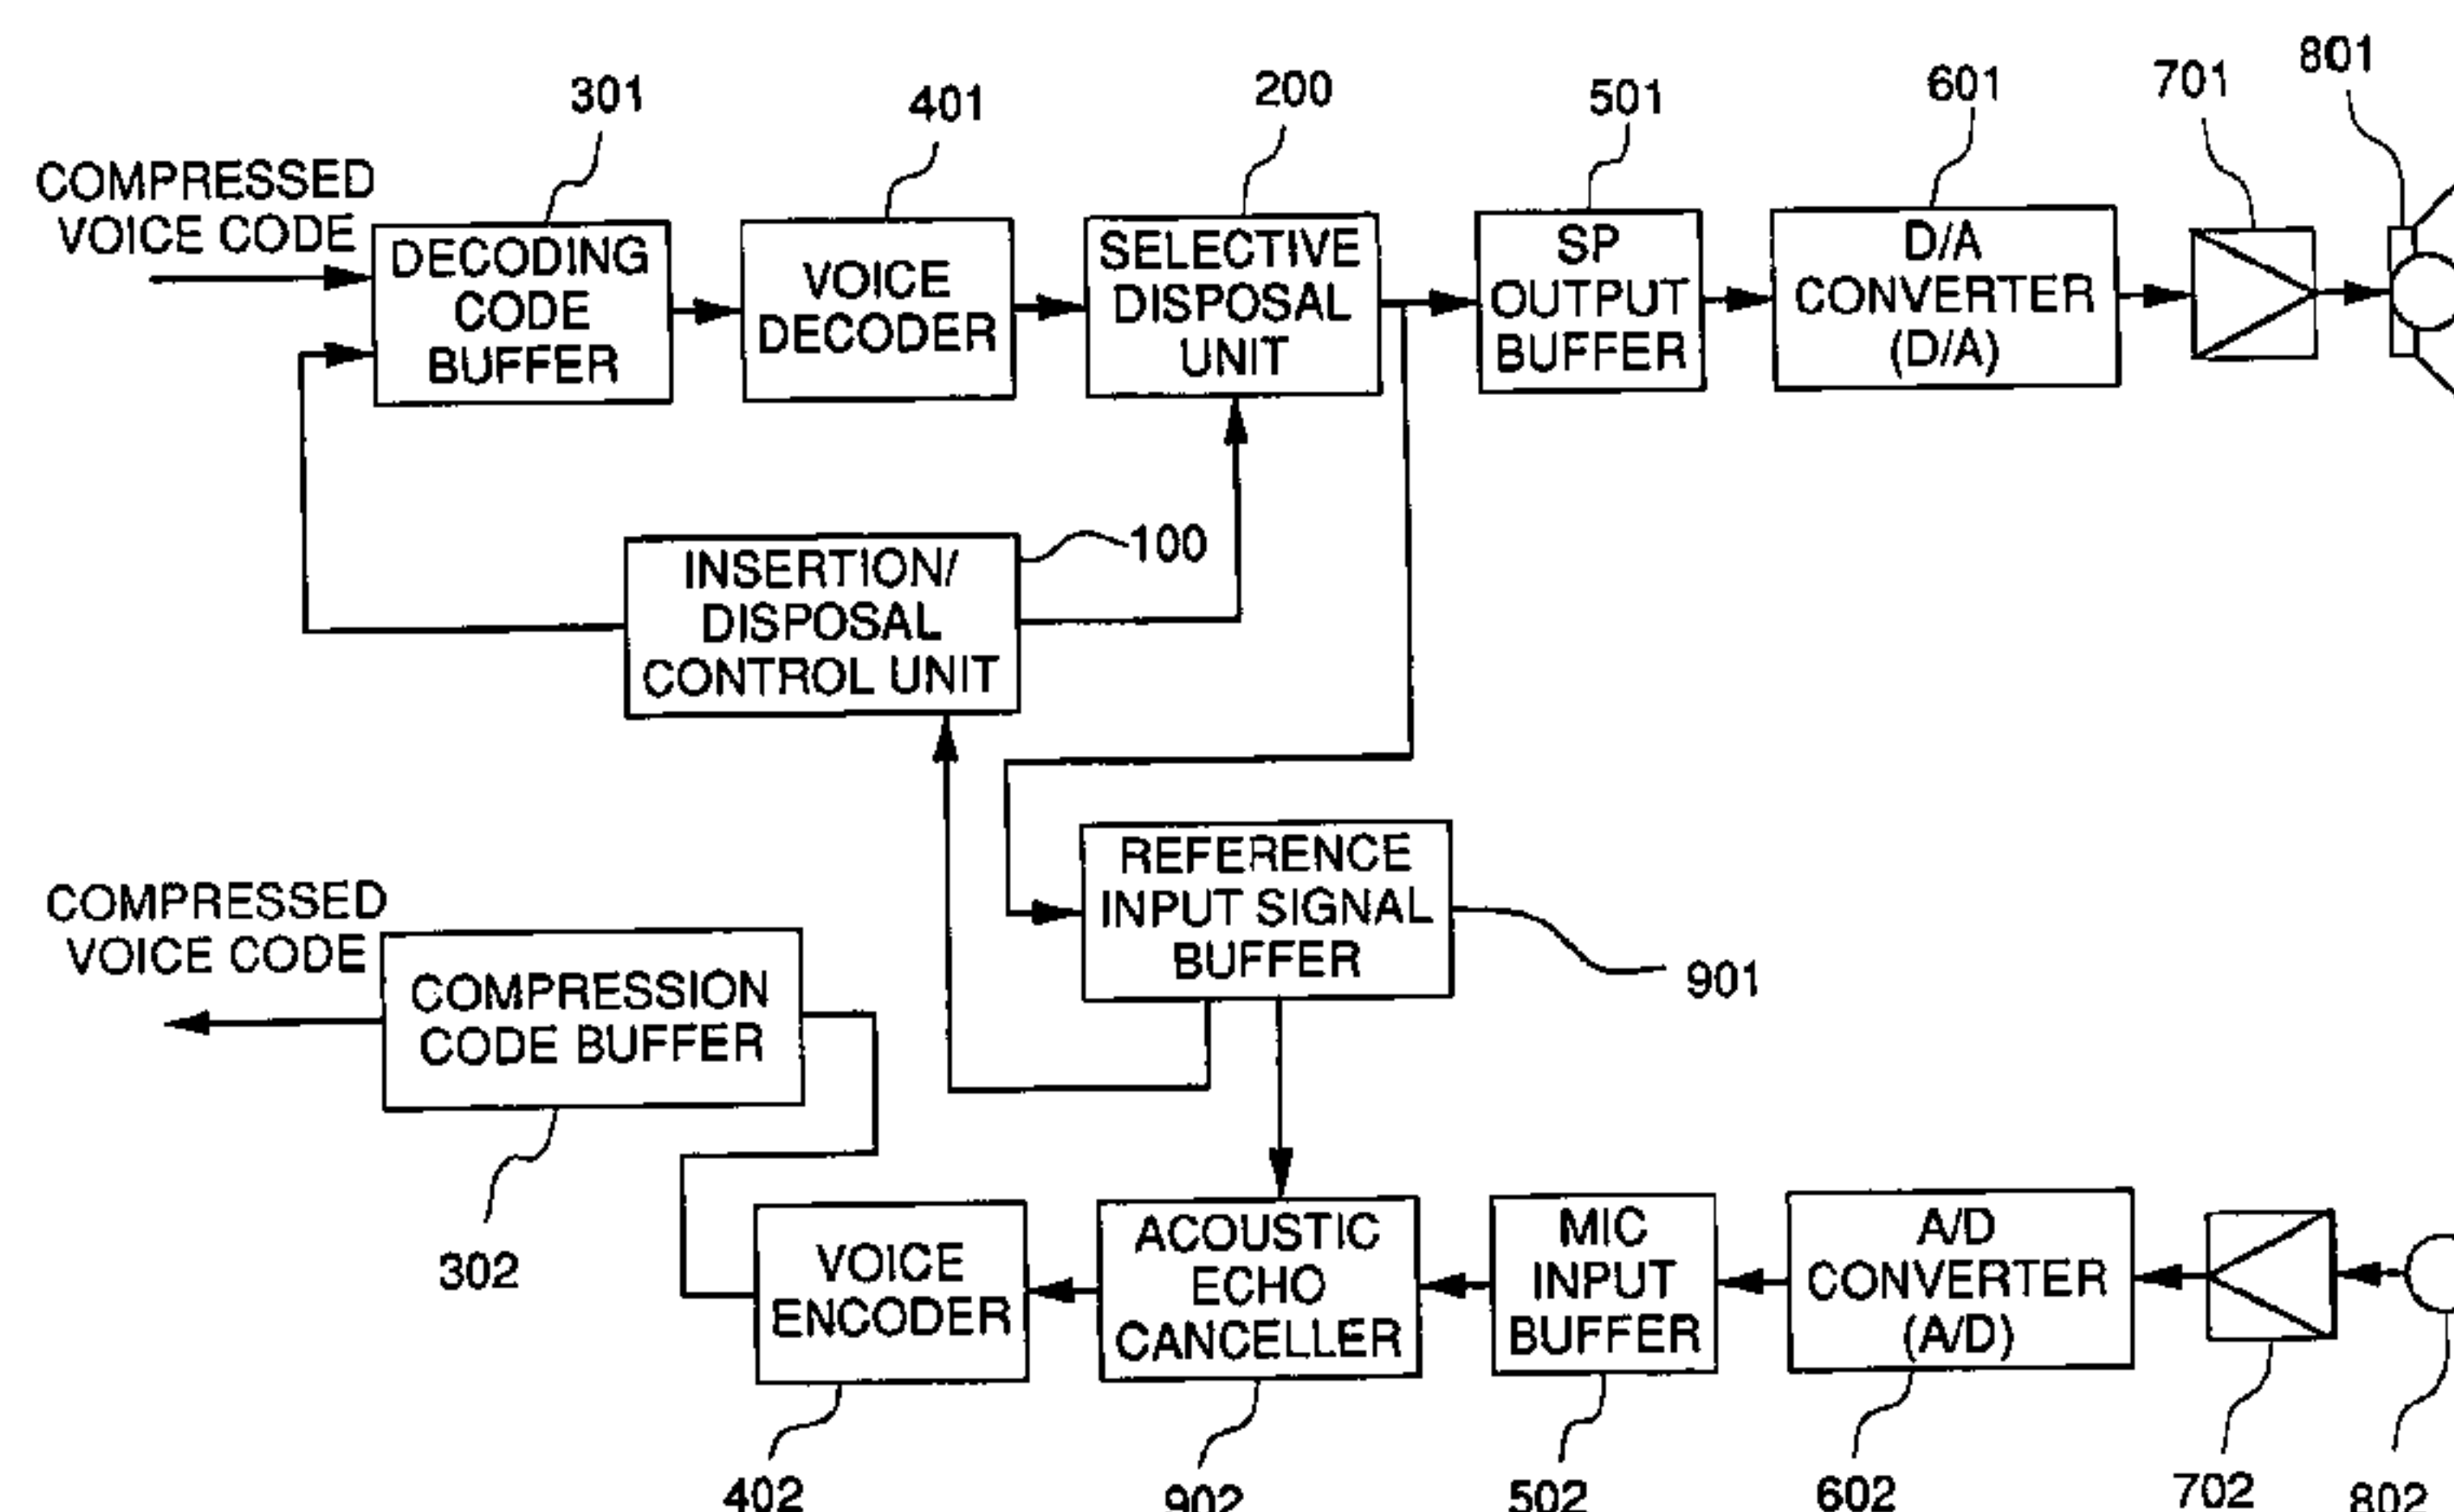 301
401
200
501
601
701
801
COMPRESSED
VOICE CODE
DECODING
CODE
BUFFER
VOICE
DECODER
SELECTIVE
DISPOSAL
UNIT
SP
OUTPUT
BUFFER
D/A
CONVERTER
(D/A)
INSERTION/
DISPOSAL
CONTROL UNIT
100
REFERENCE
INPUT SIGNAL
BUFFER
901
COMPRESSED
VOICE CODE
COMPRESSION
CODE BUFFER
302
VOICE
ENCODER
ACOUSTIC
ECHO
CANCELLER
MIC
INPUT
BUFFER
A/D
CONVERTER
(A/D)
402
902
502
602
702
802